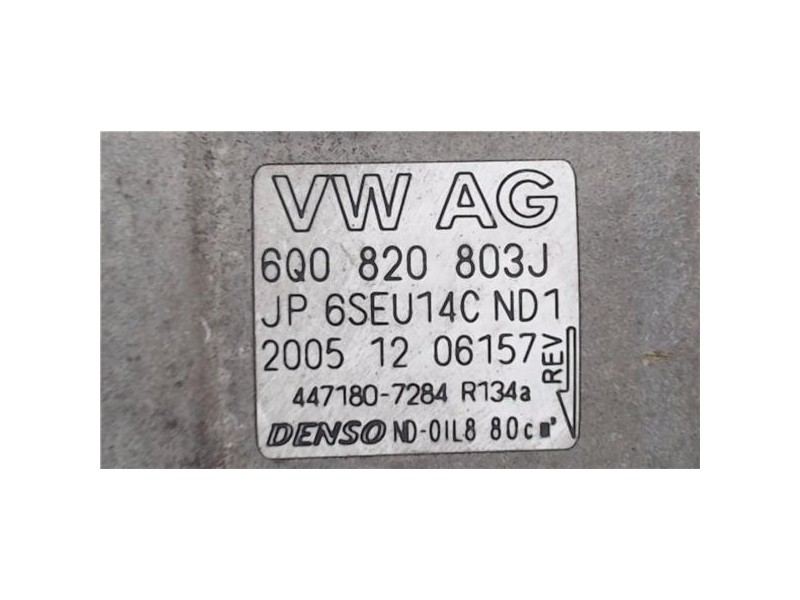 VW AG
6Q0 820 803J
JP 6SEU14C ND1
2005 12 06157
REV
447180-7284 R134a
DENSO ND-OIL8 80cm³